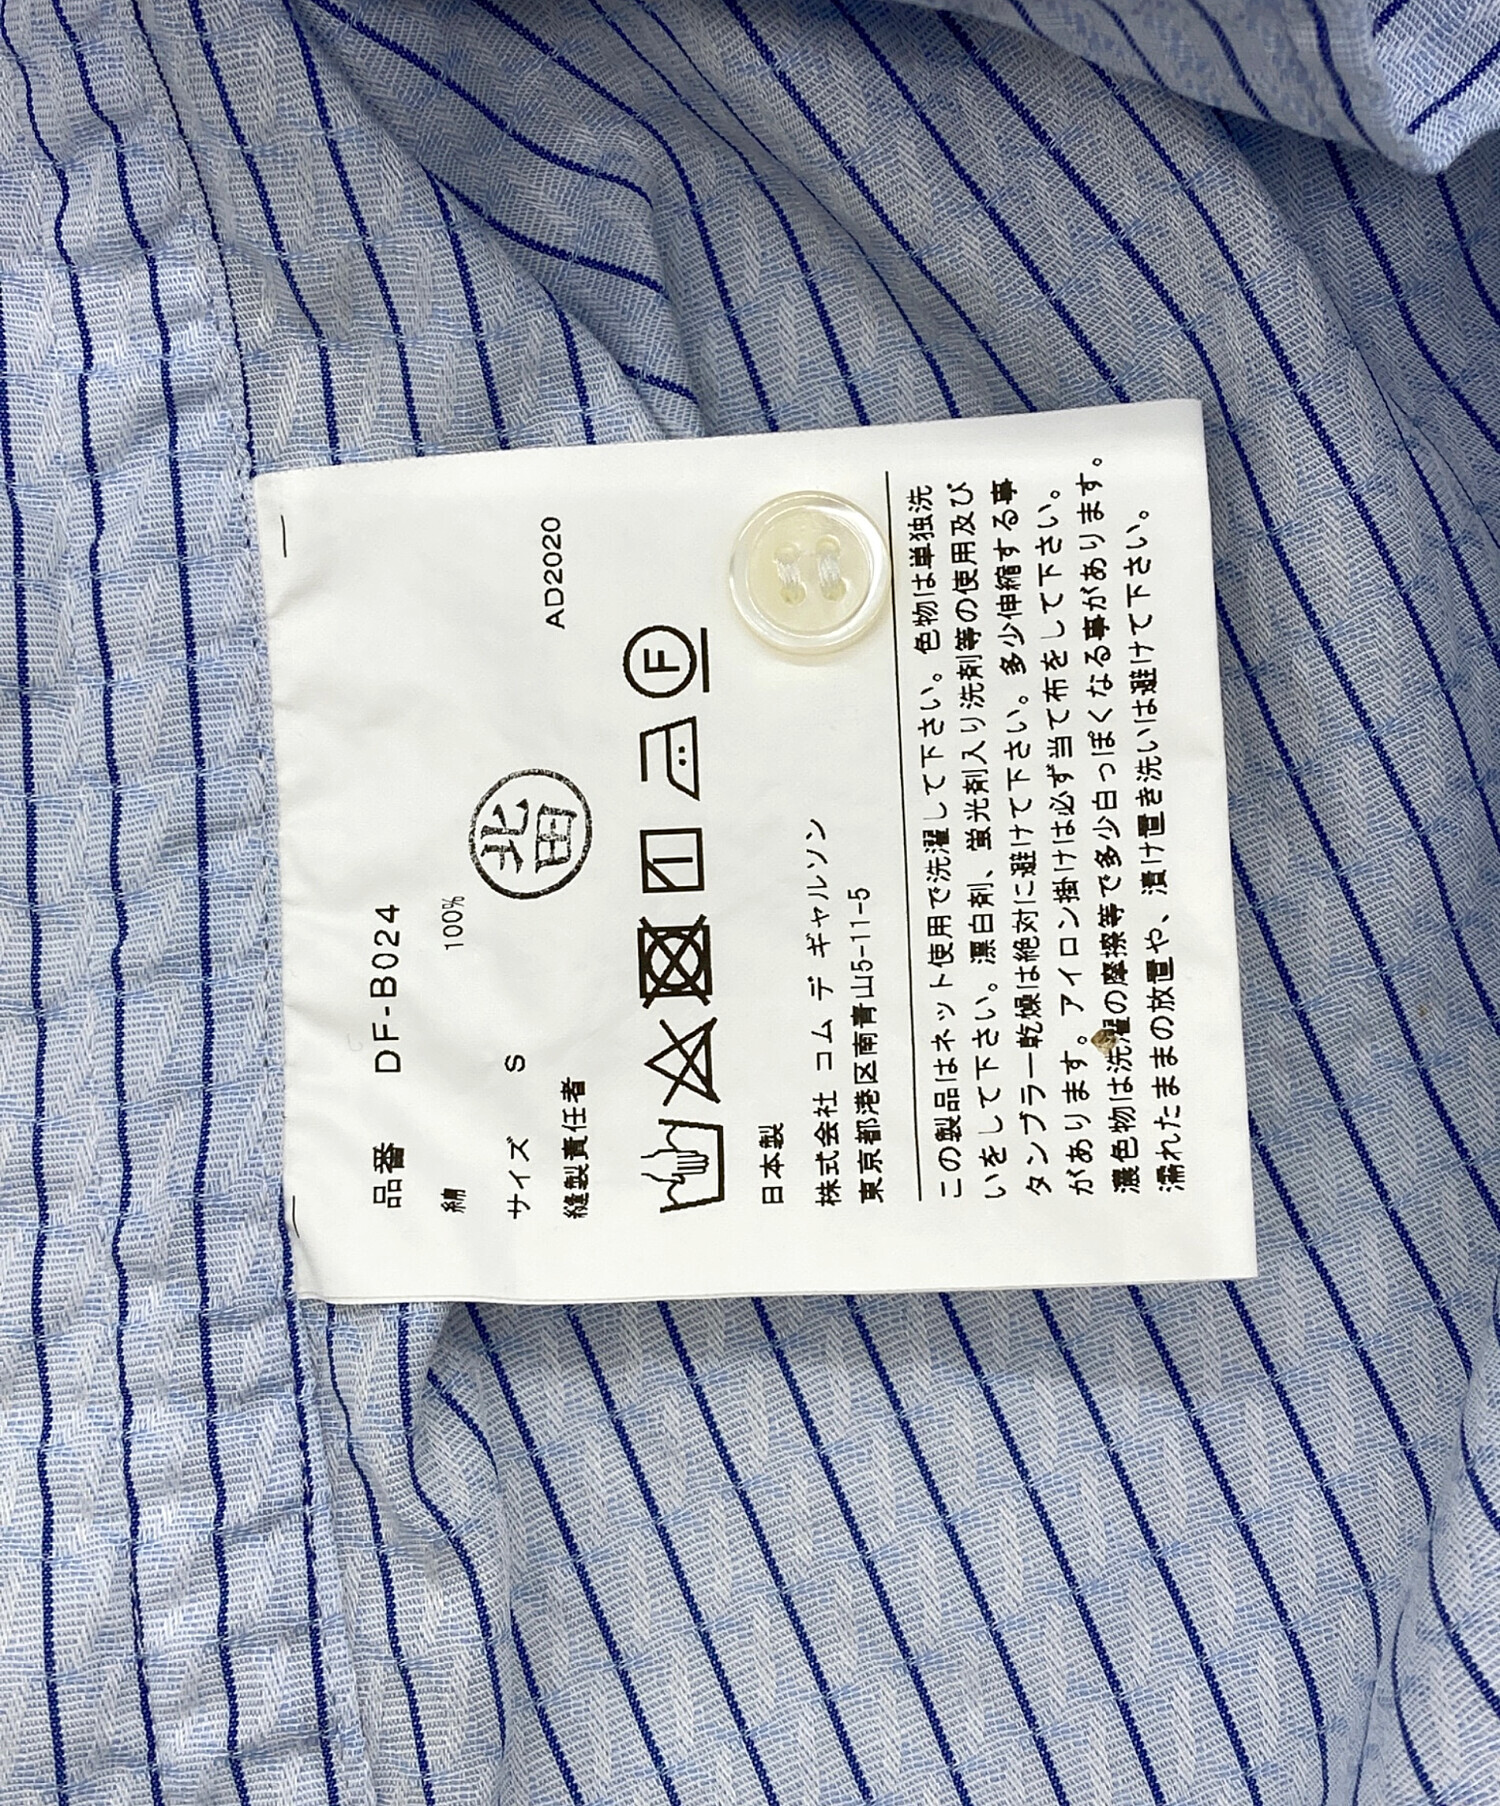 品番 DF-B024
綿 100%
サイズ S
縫製責任者 北田 AD2020
F
日本製
株式会社 コム デ ギャルソン
東京都港区南青山5-11-5
この製品はネット使用で洗濯して下さい。色物は単独洗
いをして下さい。漂白剤、蛍光剤入り洗剤等の使用及び
タンブラー乾燥は絶対に避けて下さい。多少伸縮する事
があります。アイロン掛けは必ず当て布をして下さい。
濃色物は洗濯の摩擦等で多少白っぽくなる事があります。
濡れたままの放置や、漬け置き洗いは避けて下さい。